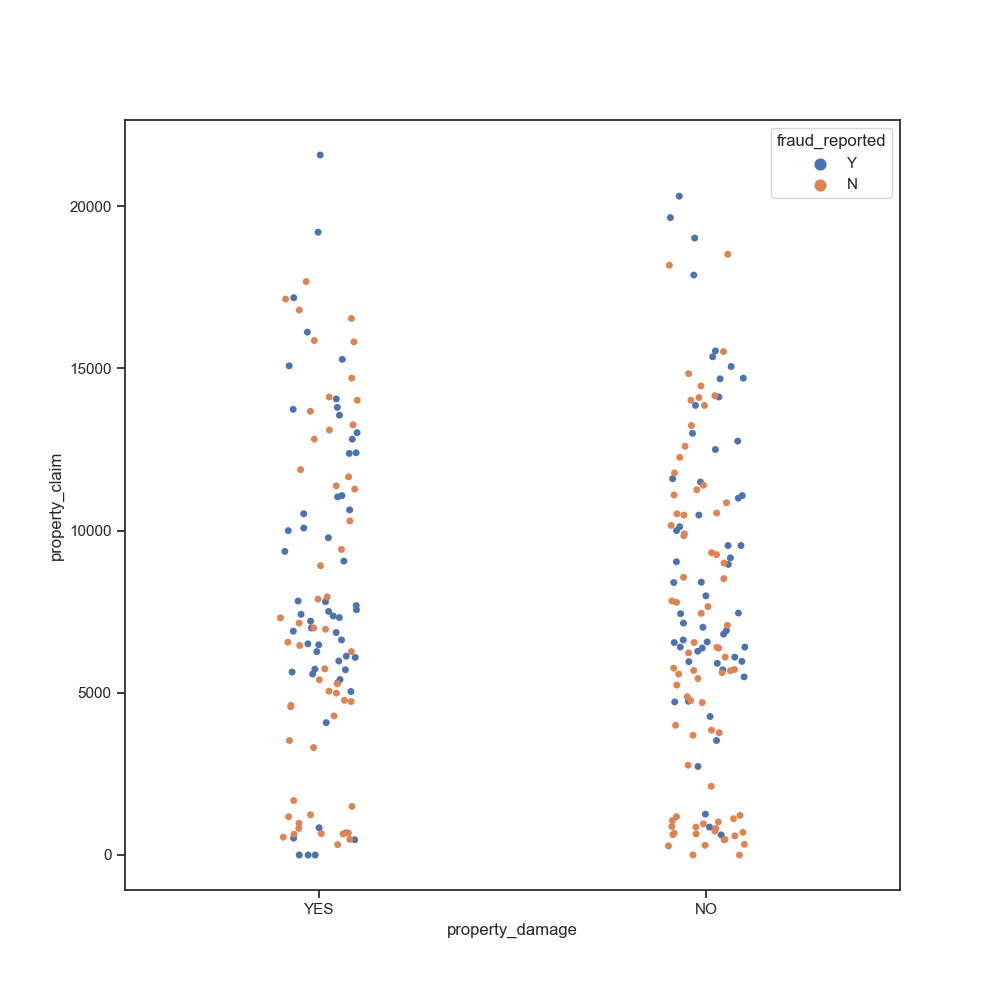 fraud_reported
Y
N
20000
15000
10000
5000
0
property_claim
YES NO
property_damage